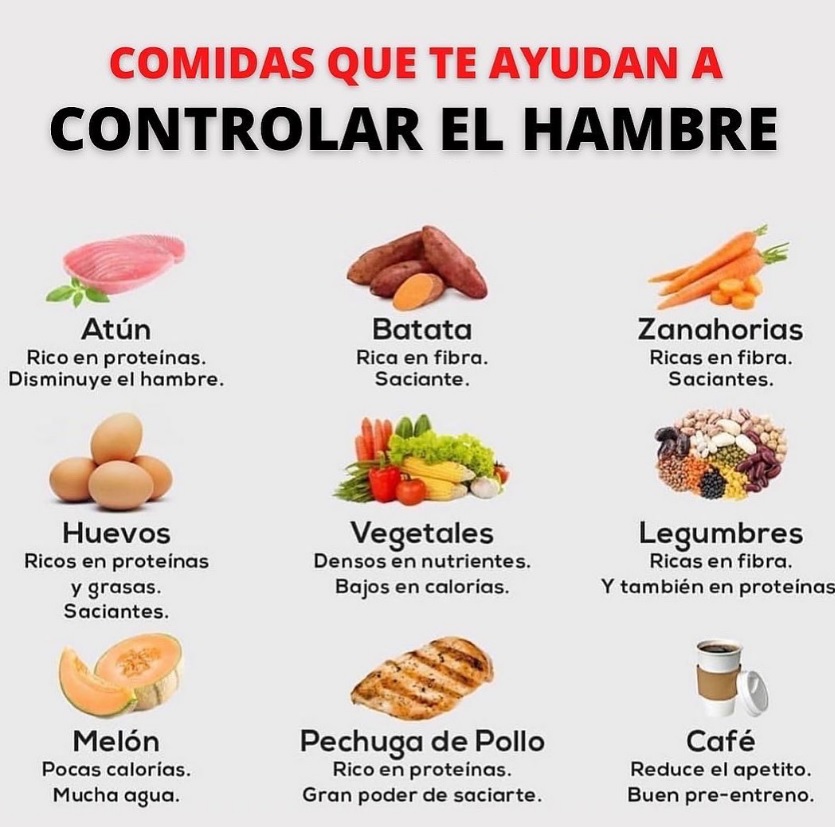 COMIDAS QUE TE AYUDAN A
CONTROLAR EL HAMBRE
Atún
Rico en proteínas.
Disminuye el hambre.
Batata
Rica en fibra.
Saciante.
Zanahorias
Ricas en fibra.
Saciantes.
Huevos
Ricos en proteínas
y grasas.
Saciantes.
Vegetales
Densos en nutrientes.
Bajos en calorías.
Legumbres
Ricas en fibra.
Y también en proteínas
Melón
Pocas calorías.
Mucha agua.
Pechuga de Pollo
Rico en proteínas.
Gran poder de saciarte.
Café
Reduce el apetito.
Buen pre-entreno.